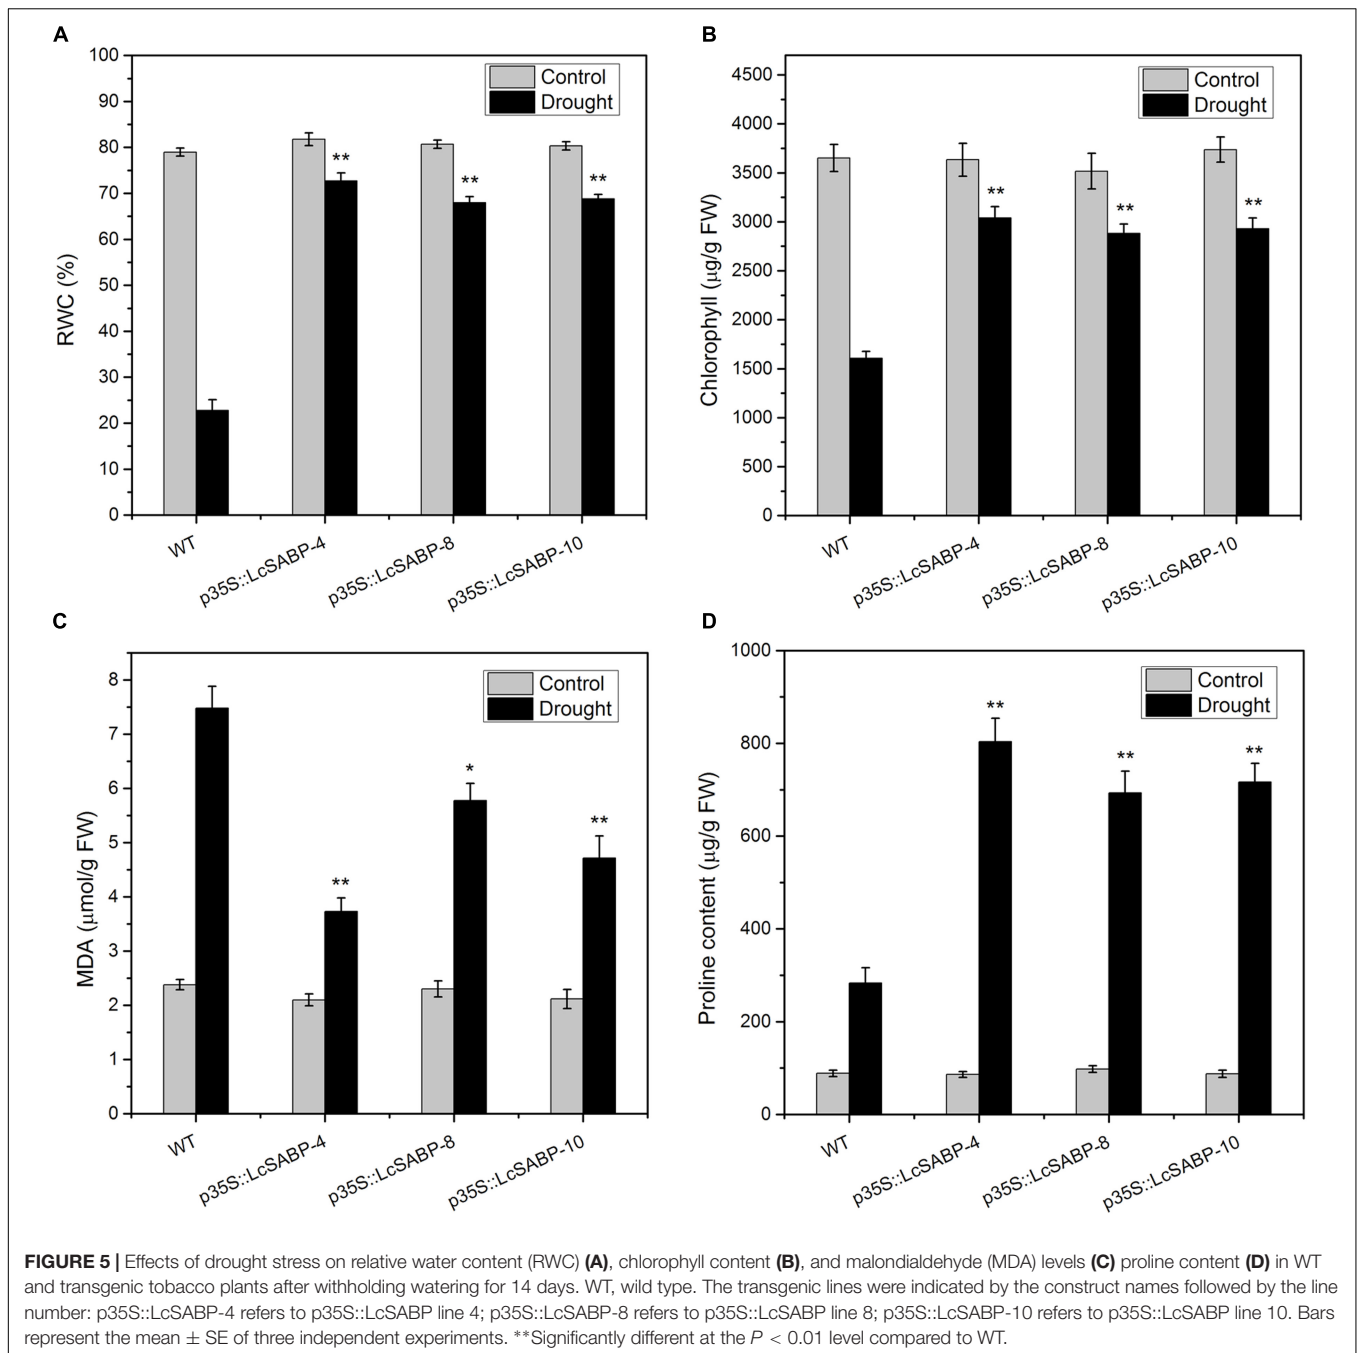 A
100
90
80
70
60
50
40
30
20
10
0
RWC (%)
Control
Drought
**
**
**
WT
p35S::LcSABP-4
p35S::LcSABP-8
p35S::LcSABP-10
B
4500
4000
3500
3000
2500
2000
1500
1000
500
0
Chlorophyll (μg/g FW)
Control
Drought
**
**
**
WT
p35S::LcSABP-4
p35S::LcSABP-8
p35S::LcSABP-10
C
8
7
6
5
4
3
2
1
0
MDA (μmol/g FW)
Control
Drought
**
*
**
WT
p35S::LcSABP-4
p35S::LcSABP-8
p35S::LcSABP-10
D
1000
800
600
400
200
0
Proline content (μg/g FW)
Control
Drought
**
**
**
WT
p35S::LcSABP-4
p35S::LcSABP-8
p35S::LcSABP-10
FIGURE 5 | Effects of drought stress on relative water content (RWC) (A), chlorophyll content (B), and malondialdehyde (MDA) levels (C) proline content (D) in WT
and transgenic tobacco plants after withholding watering for 14 days. WT, wild type. The transgenic lines were indicated by the construct names followed by the line
number: p35S::LcSABP-4 refers to p35S::LcSABP line 4; p35S::LcSABP-8 refers to p35S::LcSABP line 8; p35S::LcSABP-10 refers to p35S::LcSABP line 10. Bars
represent the mean ± SE of three independent experiments. **Significantly different at the P < 0.01 level compared to WT.